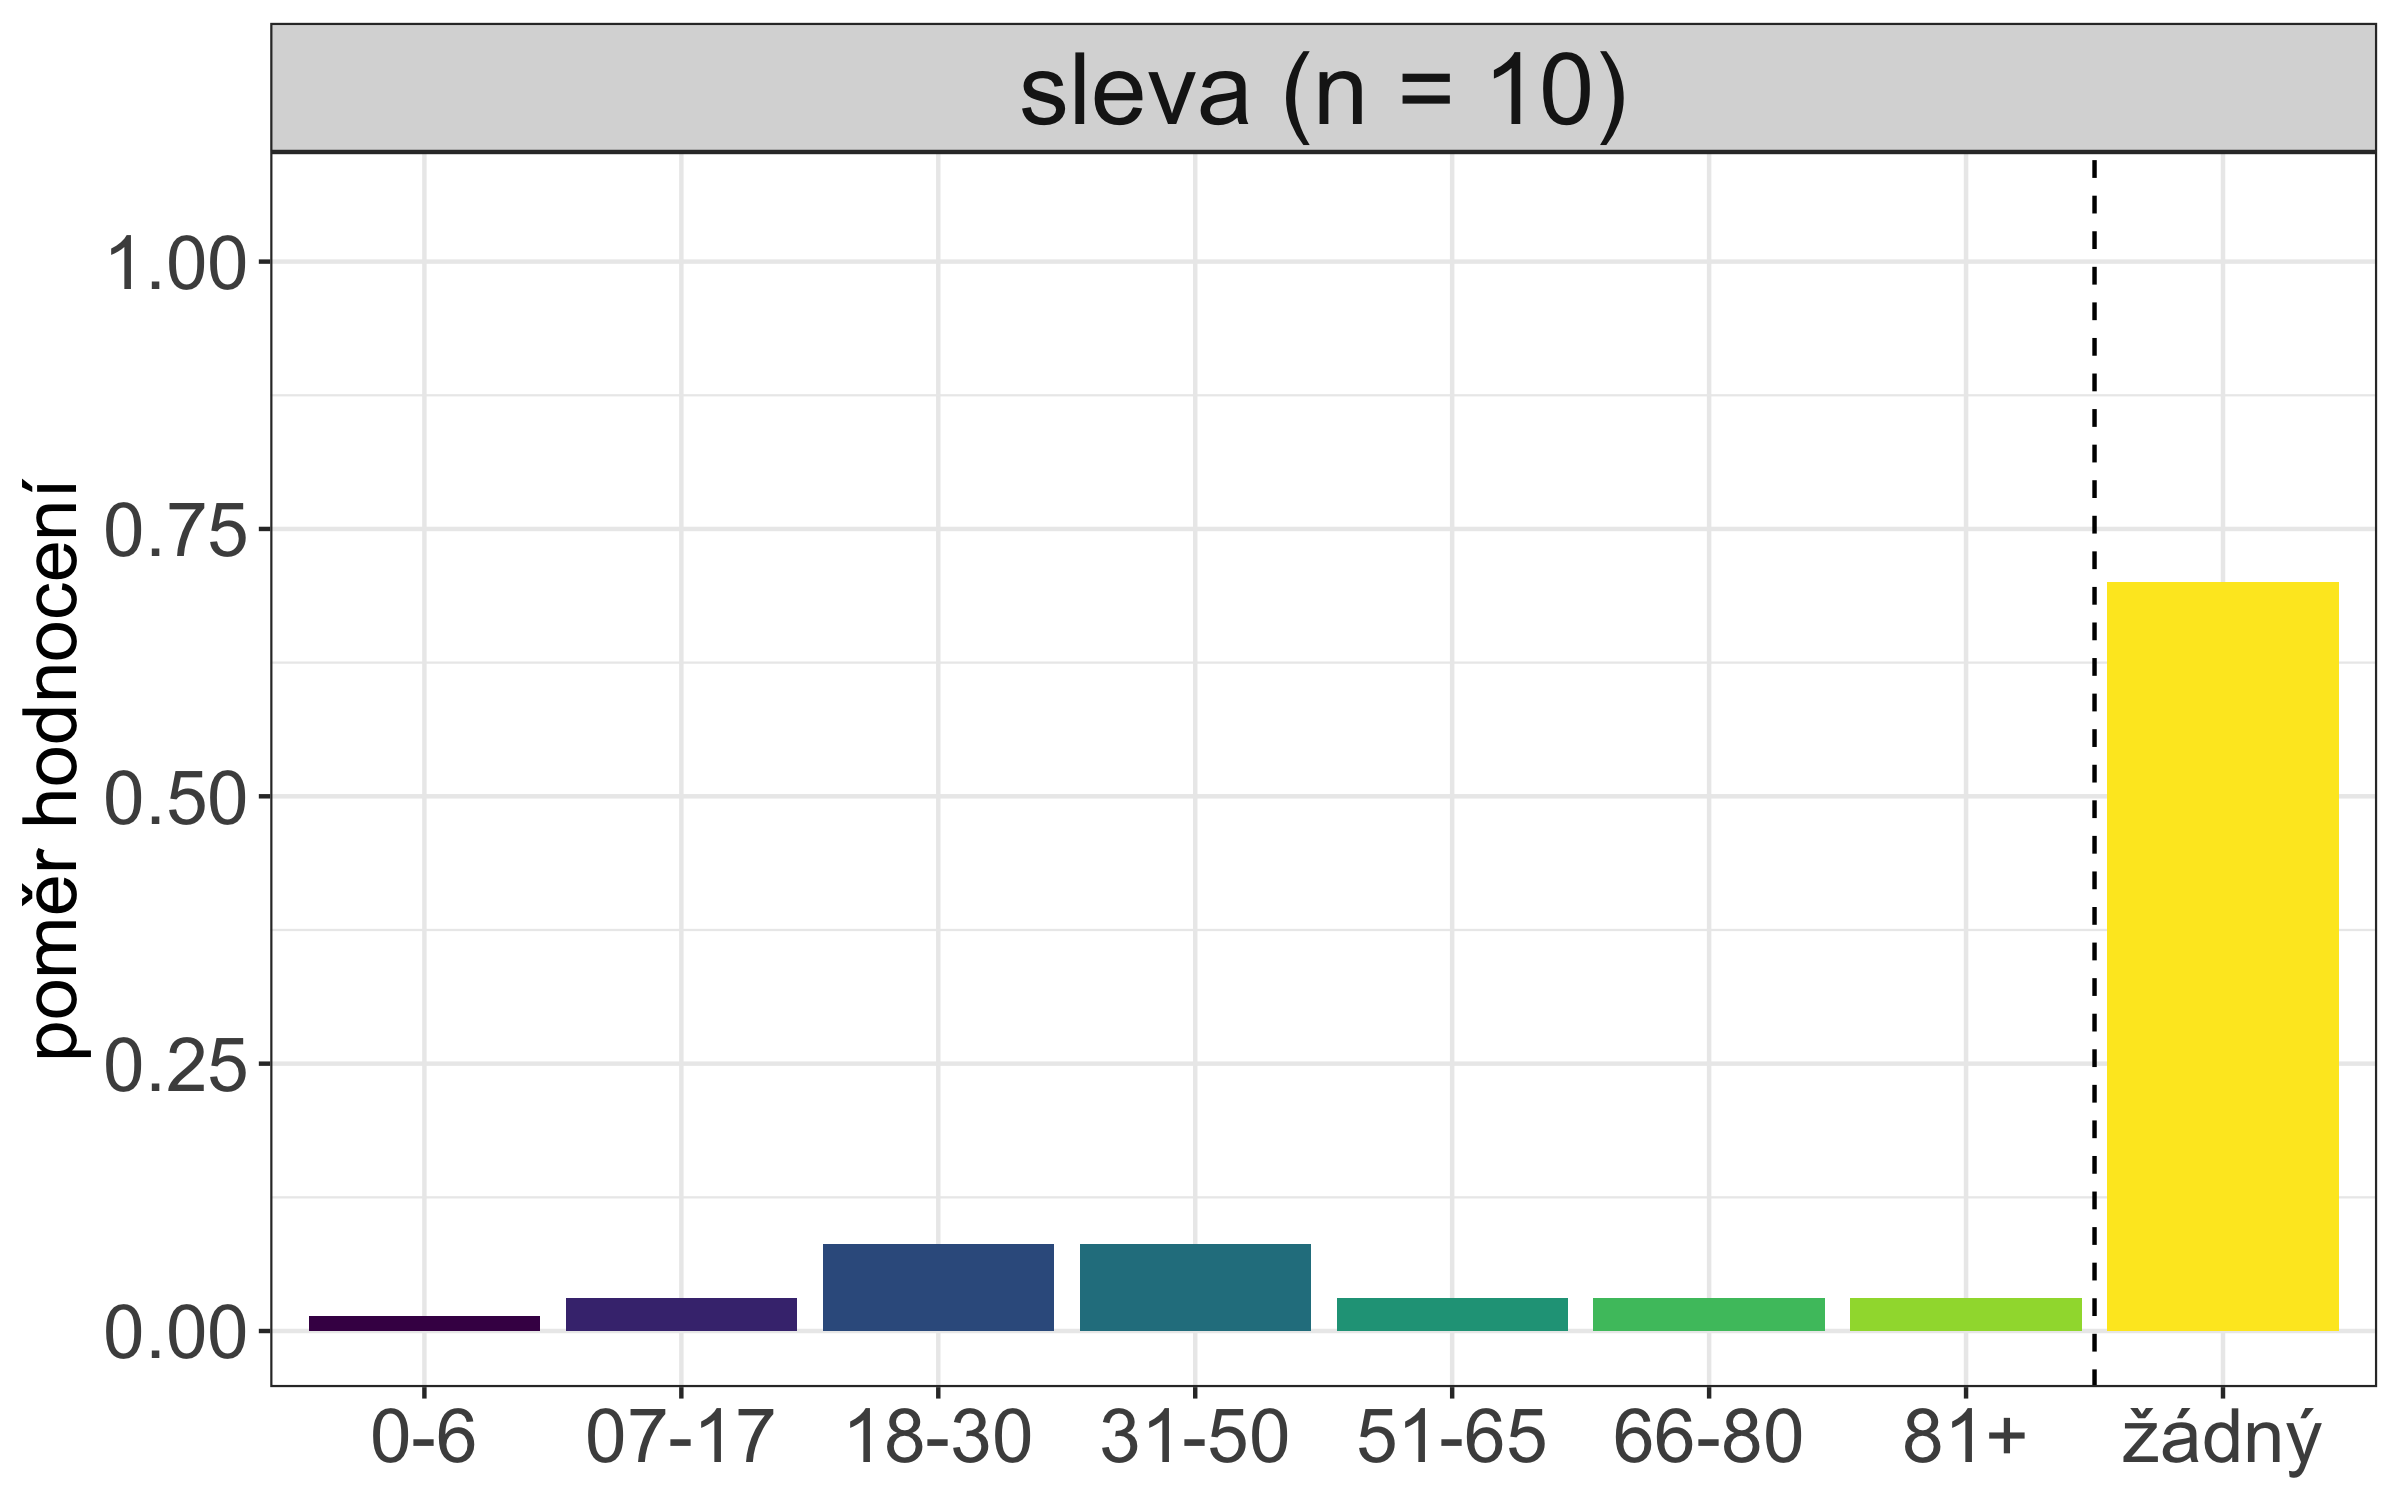 sleva (n = 10)
poměr hodnocení
1.00
0.75
0.50
0.25
0.00
0-6 07-17 18-30 31-50 51-65 66-80 81+ žádný